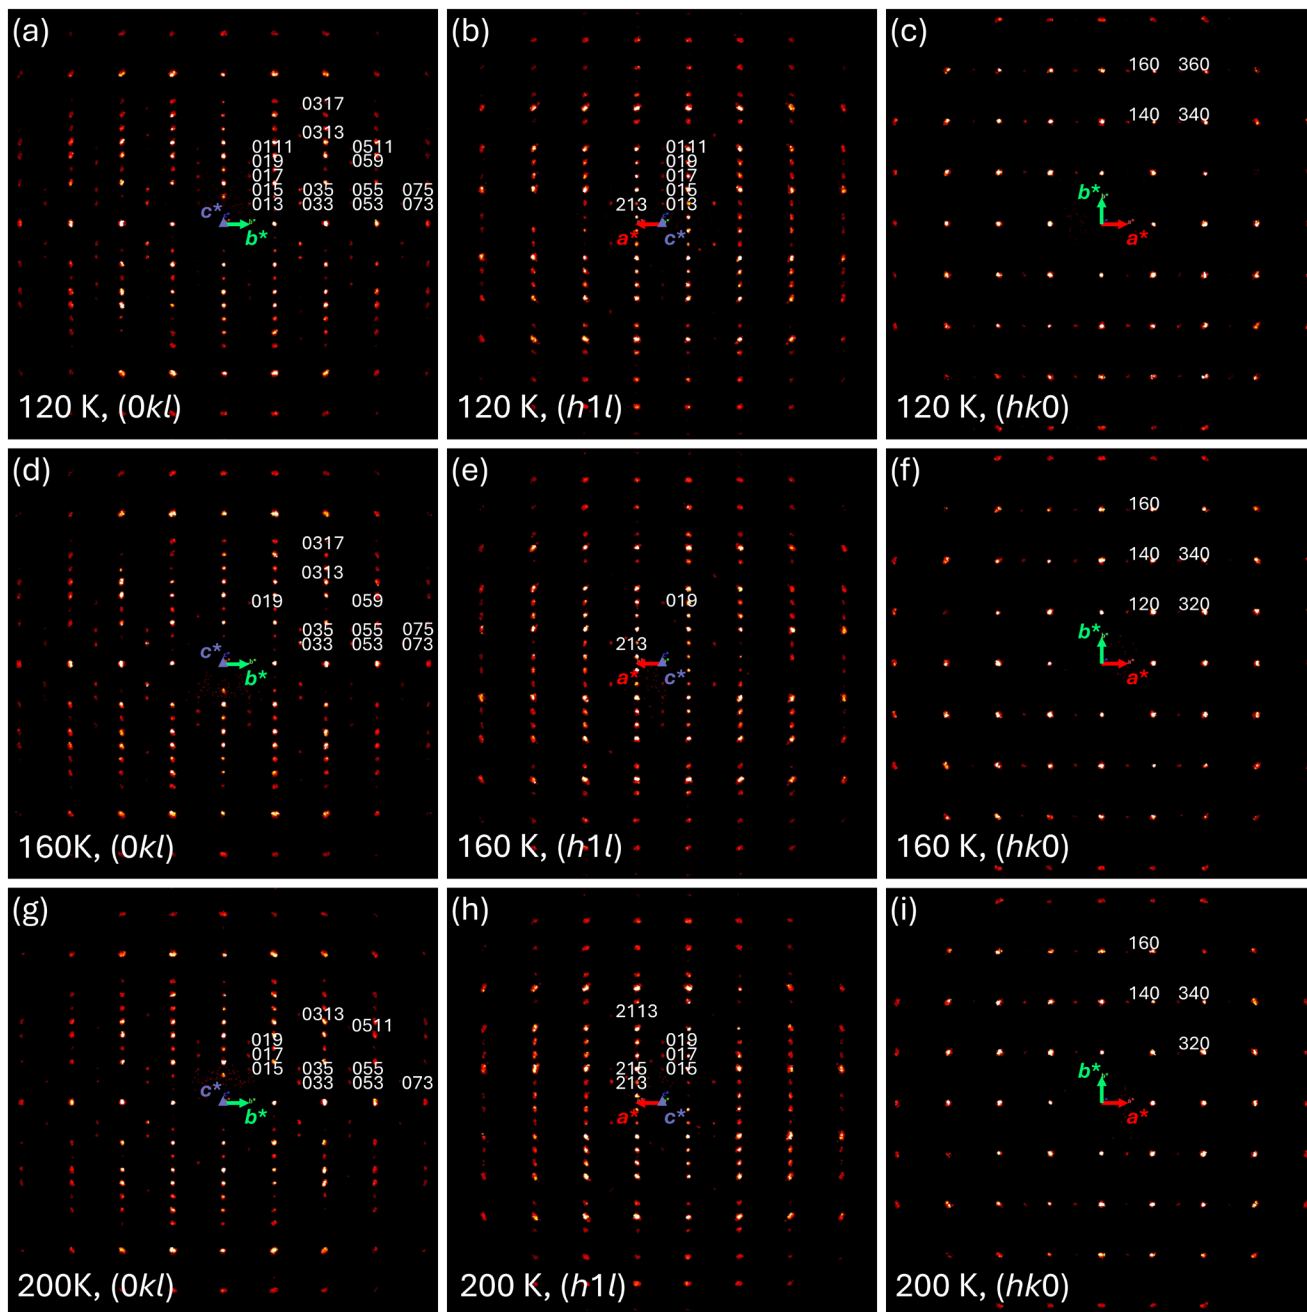 (a)
0317
0313
0111 0511
019 059
017
015 035 055 075
013 033 053 073
c*
b*
120 K, (0kl)
(b)
0111
019
017
015
213 013
a* c*
120 K, (h1l)
(c)
160 360
140 340
b*
a*
120 K, (hk0)
(d)
0317
0313
019 059
035 055 075
033 053 073
c*
b*
160K, (0kl)
(e)
019
213
a* c*
160 K, (h1l)
(f)
160
140 340
120 320
b*
a*
160 K, (hk0)
(g)
0313
0511
019
017
015 035 055
033 053 073
c*
b*
200K, (0kl)
(h)
2113
019
017
215 015
213
a* c*
200 K, (h1l)
(i)
160
140 340
320
b*
a*
200 K, (hk0)